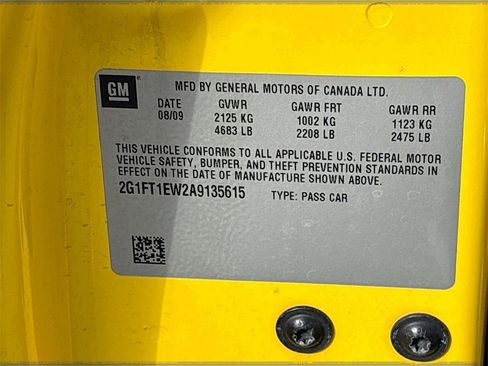 GM
MFD BY GENERAL MOTORS OF CANADA LTD.
DATE GVWR GAWR FRT GAWR RR
08/09 2125 KG 1002 KG 1123 KG
4683 LB 2208 LB 2475 LB
THIS VEHICLE CONFORMS TO ALL APPLICABLE U.S. FEDERAL MOTOR
VEHICLE SAFETY, BUMPER, AND THEFT PREVENTION STANDARDS IN
EFFECT ON THE DATE OF MANUFACTURE SHOWN ABOVE.
2G1FT1EW2A9135615 TYPE: PASS CAR